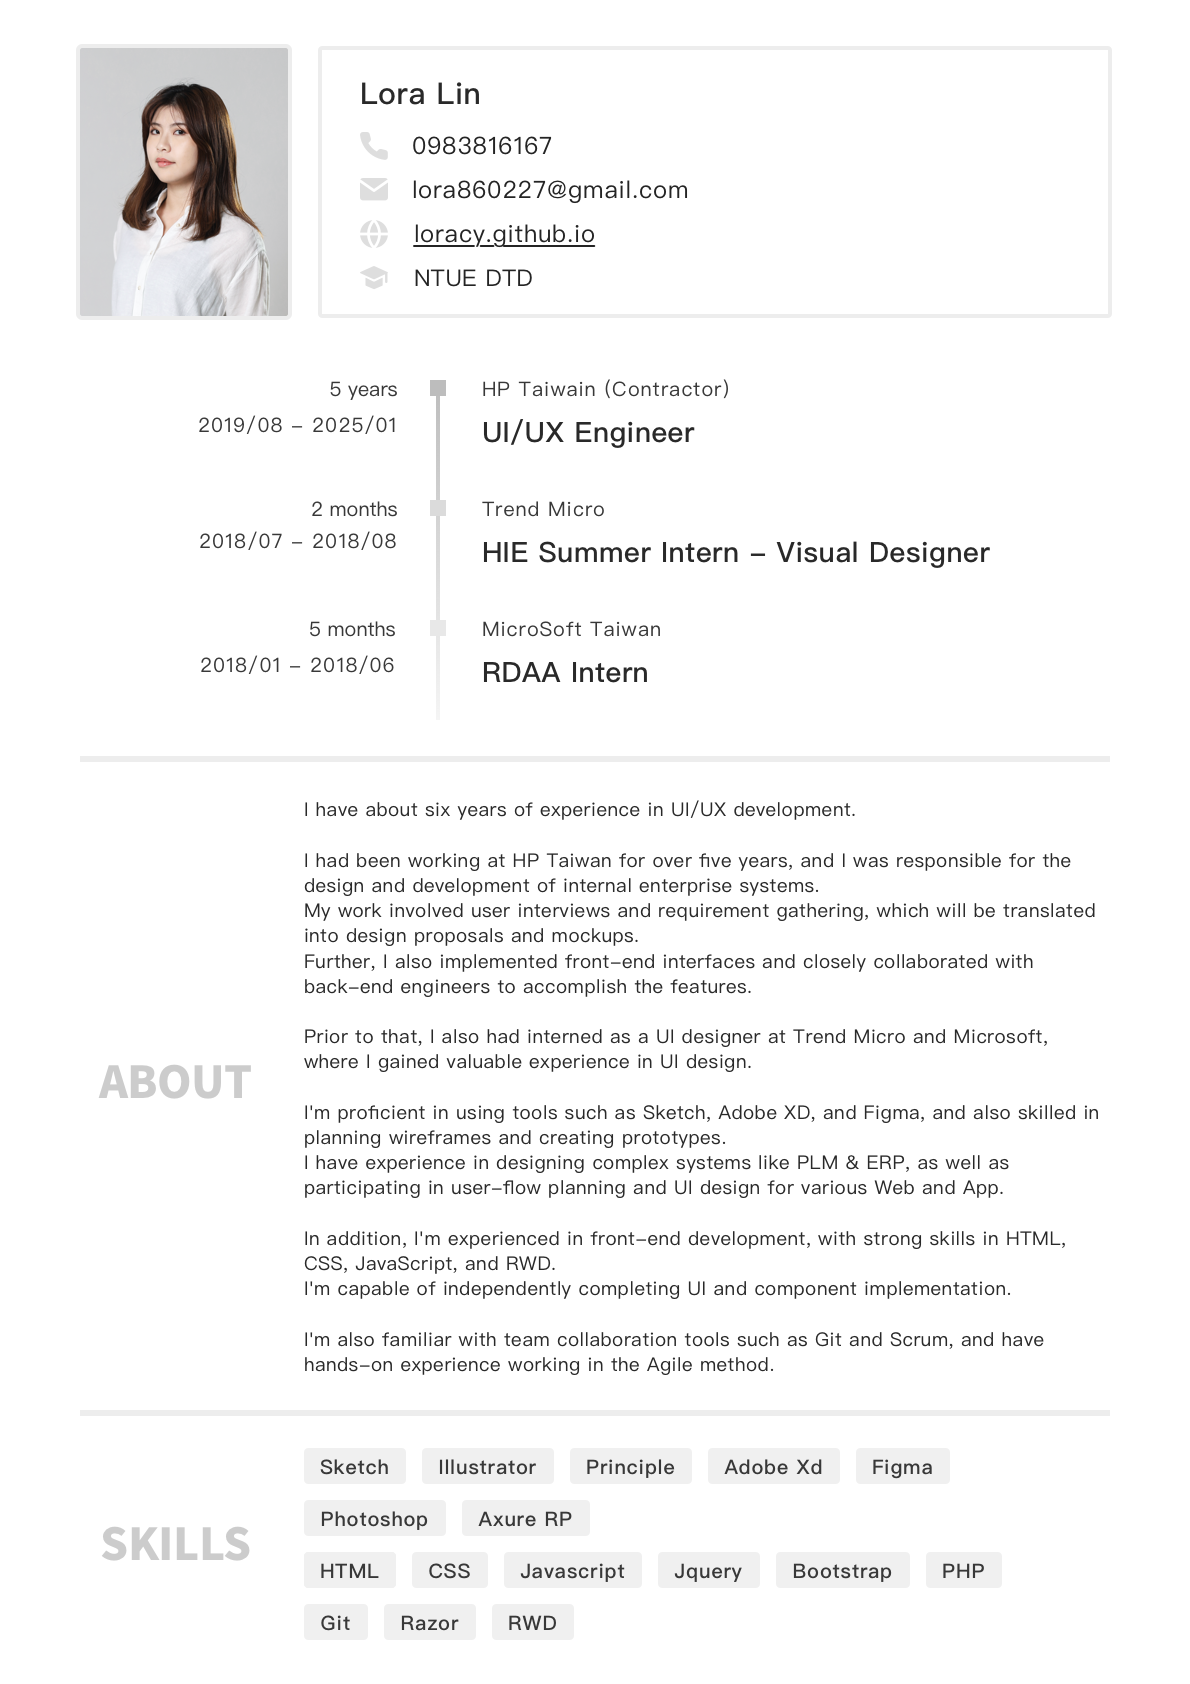 Lora Lin
0983816167
lora860227@gmail.com
loracy.github.io
NTUE DTD
5 years
2019/08 – 2025/01
HP Taiwain (Contractor)
UI/UX Engineer
2 months
2018/07 – 2018/08
Trend Micro
HIE Summer Intern – Visual Designer
5 months
2018/01 – 2018/06
MicroSoft Taiwan
RDAA Intern
ABOUT
I have about six years of experience in UI/UX development.
I had been working at HP Taiwan for over five years, and I was responsible for the
design and development of internal enterprise systems.
My work involved user interviews and requirement gathering, which will be translated
into design proposals and mockups.
Further, I also implemented front–end interfaces and closely collaborated with
back–end engineers to accomplish the features.
Prior to that, I also had interned as a UI designer at Trend Micro and Microsoft,
where I gained valuable experience in UI design.
I'm proficient in using tools such as Sketch, Adobe XD, and Figma, and also skilled in
planning wireframes and creating prototypes.
I have experience in designing complex systems like PLM & ERP, as well as
participating in user–flow planning and UI design for various Web and App.
In addition, I'm experienced in front–end development, with strong skills in HTML,
CSS, JavaScript, and RWD.
I'm capable of independently completing UI and component implementation.
I'm also familiar with team collaboration tools such as Git and Scrum, and have
hands–on experience working in the Agile method.
SKILLS
Sketch Illustrator Principle Adobe Xd Figma
Photoshop Axure RP
HTML CSS Javascript Jquery Bootstrap PHP
Git Razor RWD